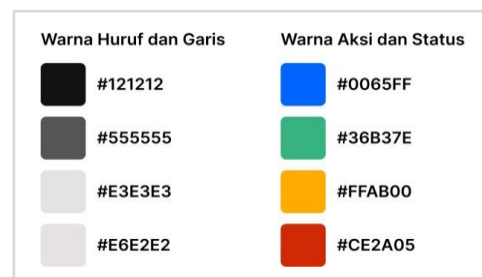 Warna Huruf dan Garis
#121212
#555555
#E3E3E3
#E6E2E2
Warna Aksi dan Status
#0065FF
#36B37E
#FFAB00
#CE2A05